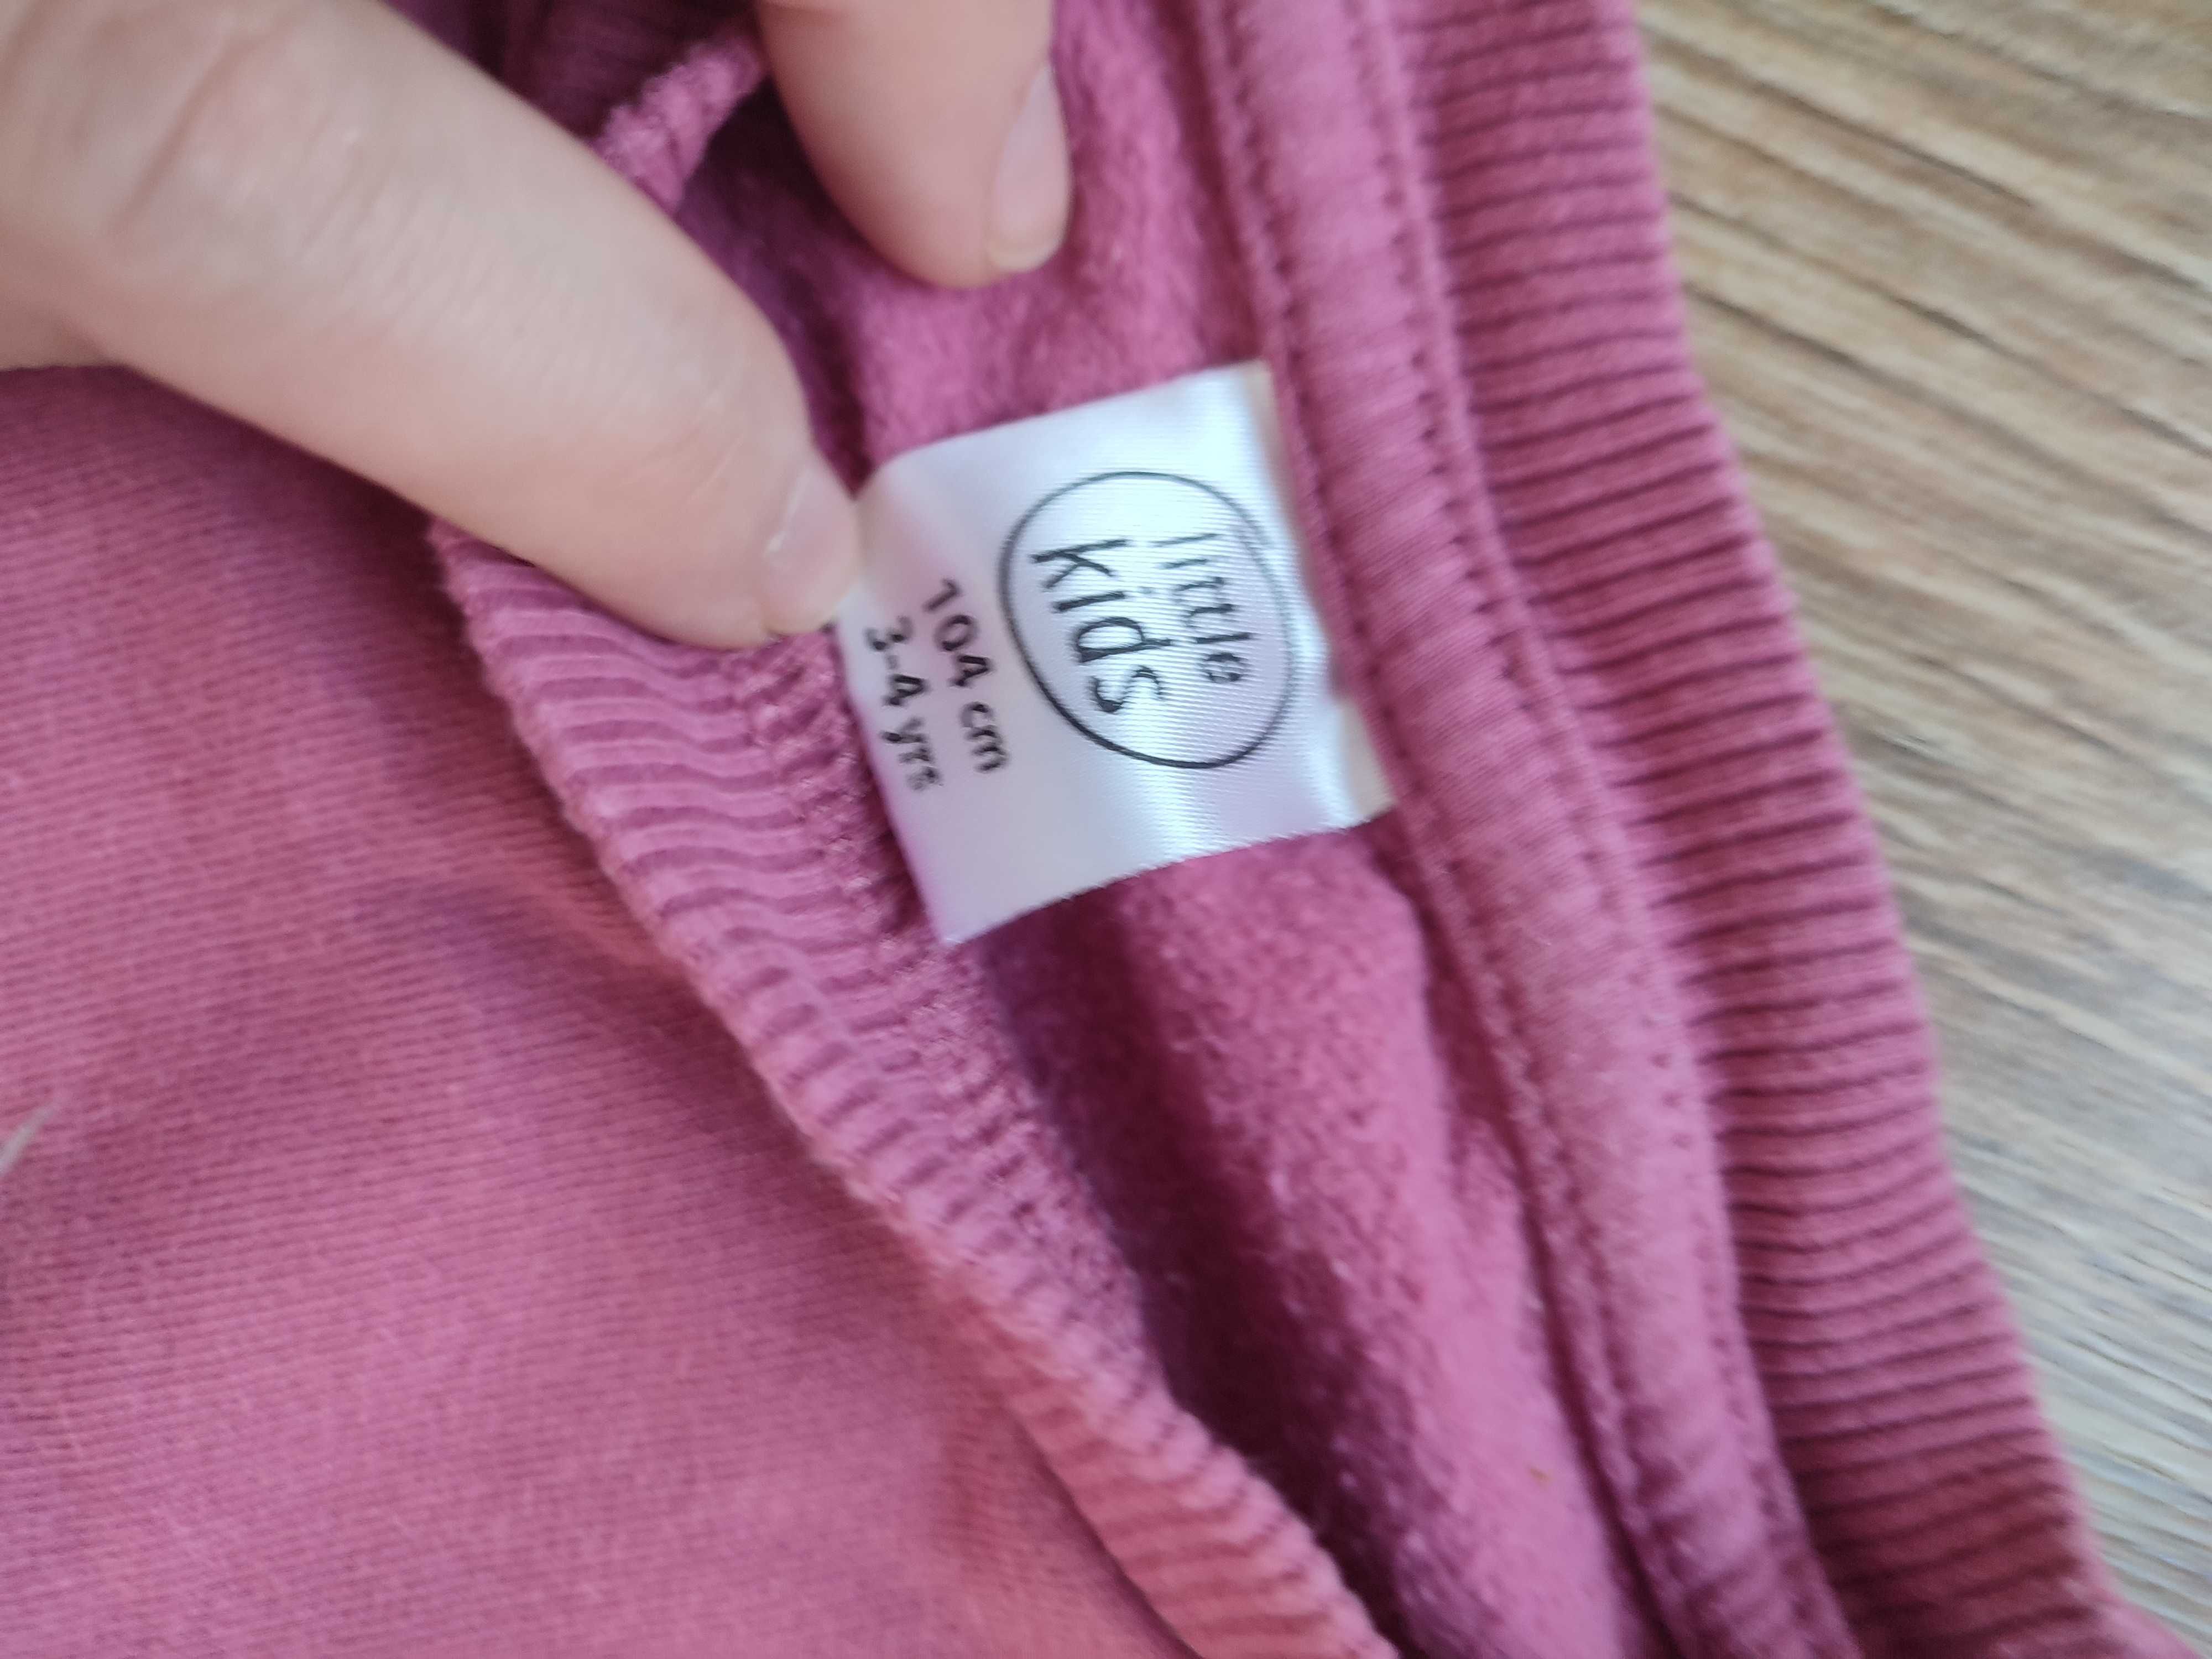 little
kids
104 cm
3-4 yrs